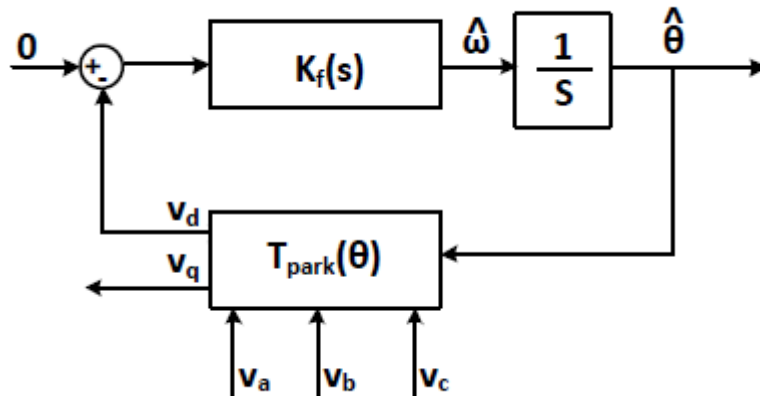 0
+
-
K_f(s)
ω̂
1
S
θ̂
v_d
v_q
T_park(θ)
v_a
v_b
v_c